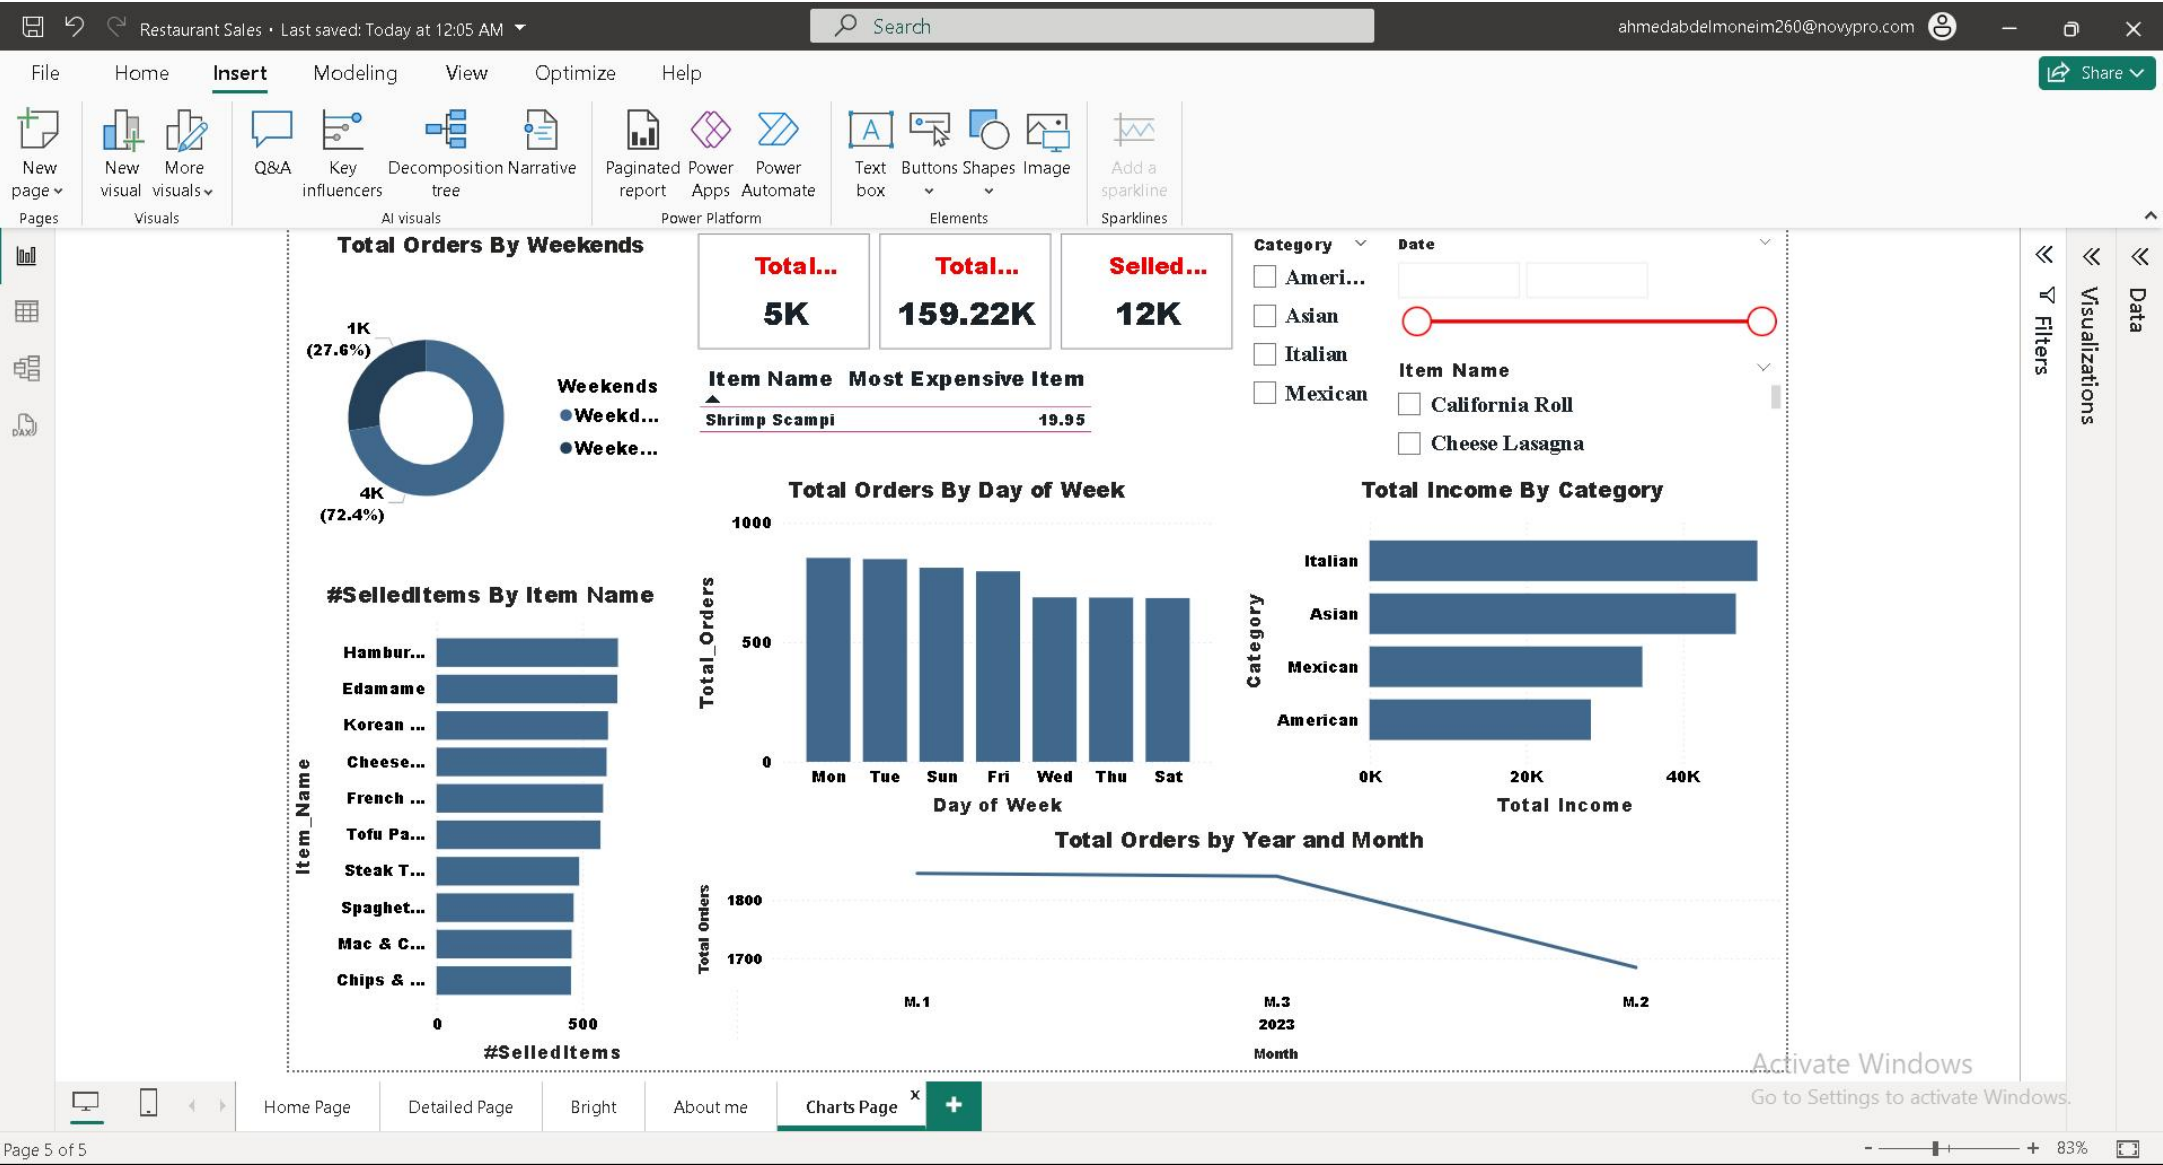 Restaurant Sales • Last saved: Today at 12:05 AM
Search
ahmedabdelmoneim260@novypro.com
File Home Insert Modeling View Optimize Help
Share
New page
New visual
More visuals
Q&A
Key influencers
Decomposition tree
Narrative
Paginated report
Power Apps
Power Automate
Text box
Buttons
Shapes
Image
Add a sparkline
Pages
Visuals
AI visuals
Power Platform
Elements
Sparklines
DAX
Total Orders By Weekends
1K
(27.6%)
4K
(72.4%)
Weekends
Weekd...
Weeke...
Total...
5K
Total...
159.22K
Selled...
12K
Item Name Most Expensive Item
Shrimp Scampi 19.95
Category
Ameri...
Asian
Italian
Mexican
Date
Item Name
California Roll
Cheese Lasagna
Filters
Visualizations
Data
#SelledItems By Item Name
Item_Name
Hambur...
Edamame
Korean ...
Cheese...
French ...
Tofu Pa...
Steak T...
Spaghet...
Mac & C...
Chips & ...
0 500
#SelledItems
Total Orders By Day of Week
Total_Orders
1000
500
0
Mon Tue Sun Fri Wed Thu Sat
Day of Week
Total Income By Category
Category
Italian
Asian
Mexican
American
0K 20K 40K
Total Income
Total Orders by Year and Month
Total Orders
1800
1700
M.1 M.3 M.2
2023
Month
Activate Windows
Go to Settings to activate Windows.
Home Page
Detailed Page
Bright
About me
Charts Page
x
+
Page 5 of 5
- + 83%